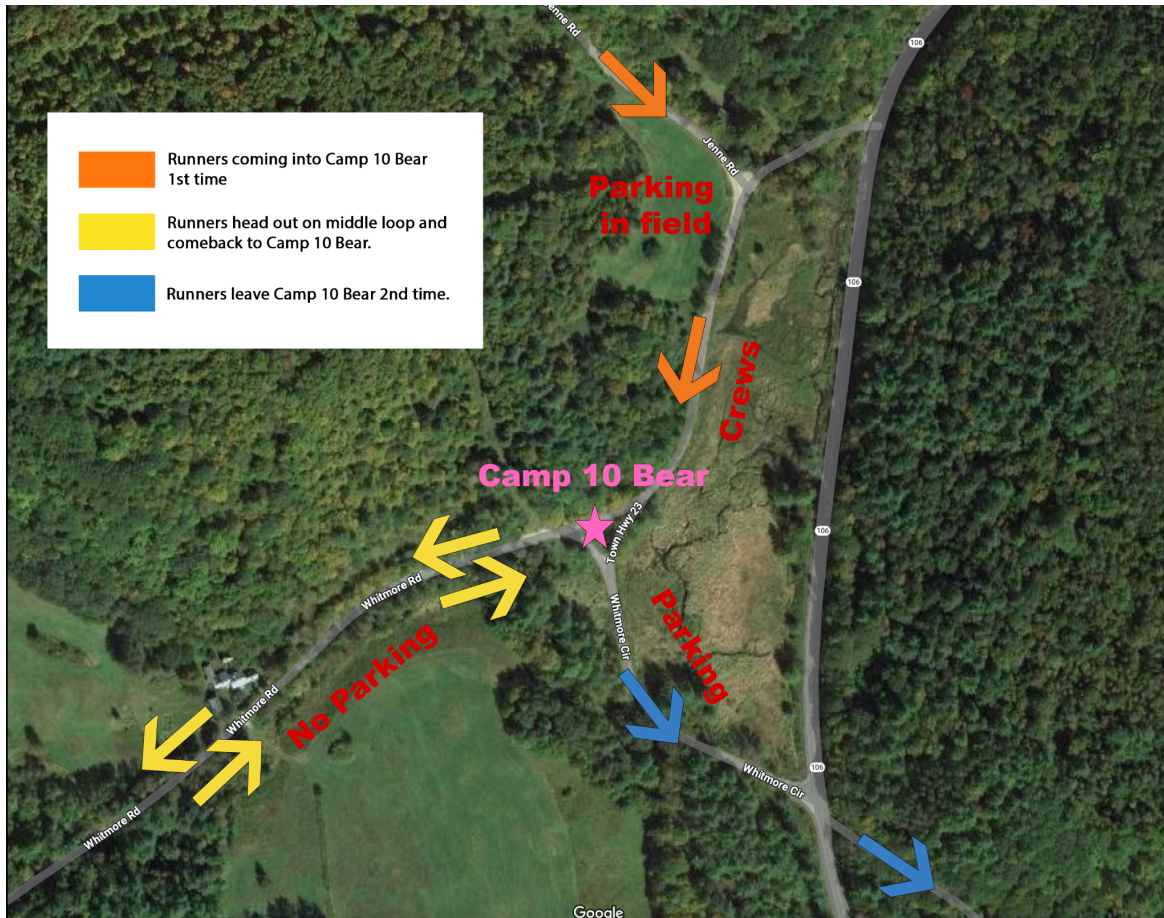 enne Rd
106
Runners coming into Camp 10 Bear
1st time
Runners head out on middle loop and
comeback to Camp 10 Bear.
Runners leave Camp 10 Bear 2nd time.
Jenne Rd
Parking
in field
106
Crews
Camp 10 Bear
Town Hwy 23
106
Whitmore Rd
Whitmore Cir
Parking
No Parking
Whitmore Rd
Whitmore Cir
106
Whitmore Rd
Google